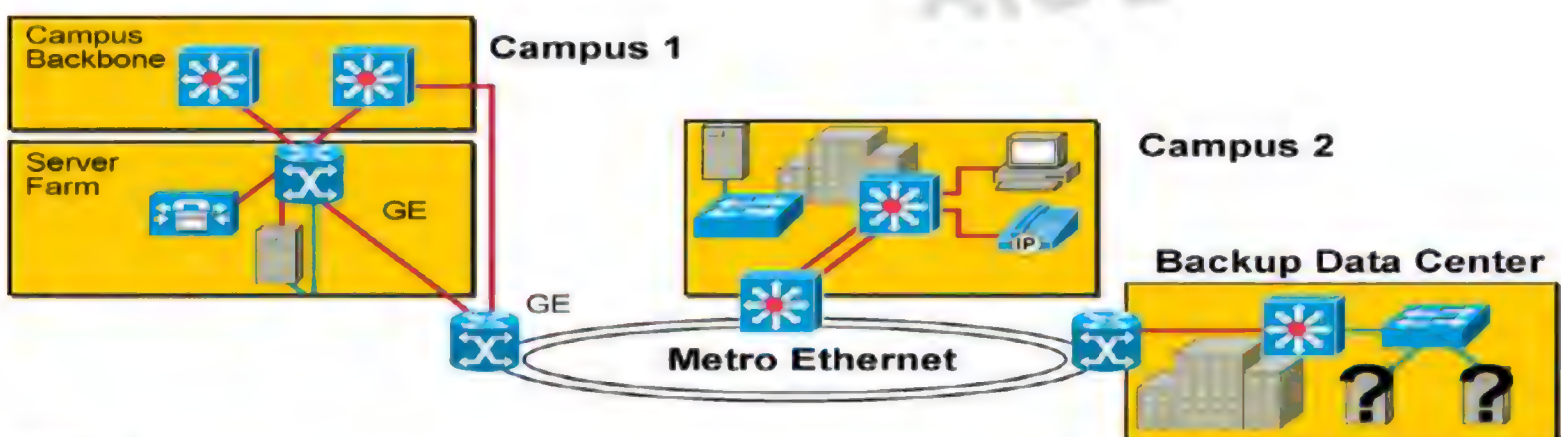 Campus
Backbone
Campus 1
Server
Farm
GE
GE
Campus 2
IP
Metro Ethernet
Backup Data Center
?
?